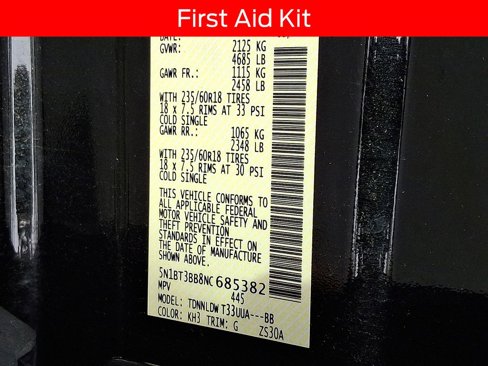 First Aid Kit
DATE:
GVWR: 2125 KG
4685 LB
GAWR FR.: 1115 KG
2458 LB
WITH 235/60R18 TIRES
18 x 7.5 RIMS AT 33 PSI
COLD SINGLE
GAWR RR.: 1065 KG
2348 LB
WITH 235/60R18 TIRES
18 x 7.5 RIMS AT 30 PSI
COLD SINGLE
THIS VEHICLE CONFORMS TO
ALL APPLICABLE FEDERAL
MOTOR VEHICLE SAFETY AND
THEFT PREVENTION
STANDARDS IN EFFECT ON
THE DATE OF MANUFACTURE
SHOWN ABOVE.
5N1BT3BB8NC685382
MPV 445
MODEL: TDNNLDWT33UUA---BB
COLOR: KH3 TRIM: G ZS30A